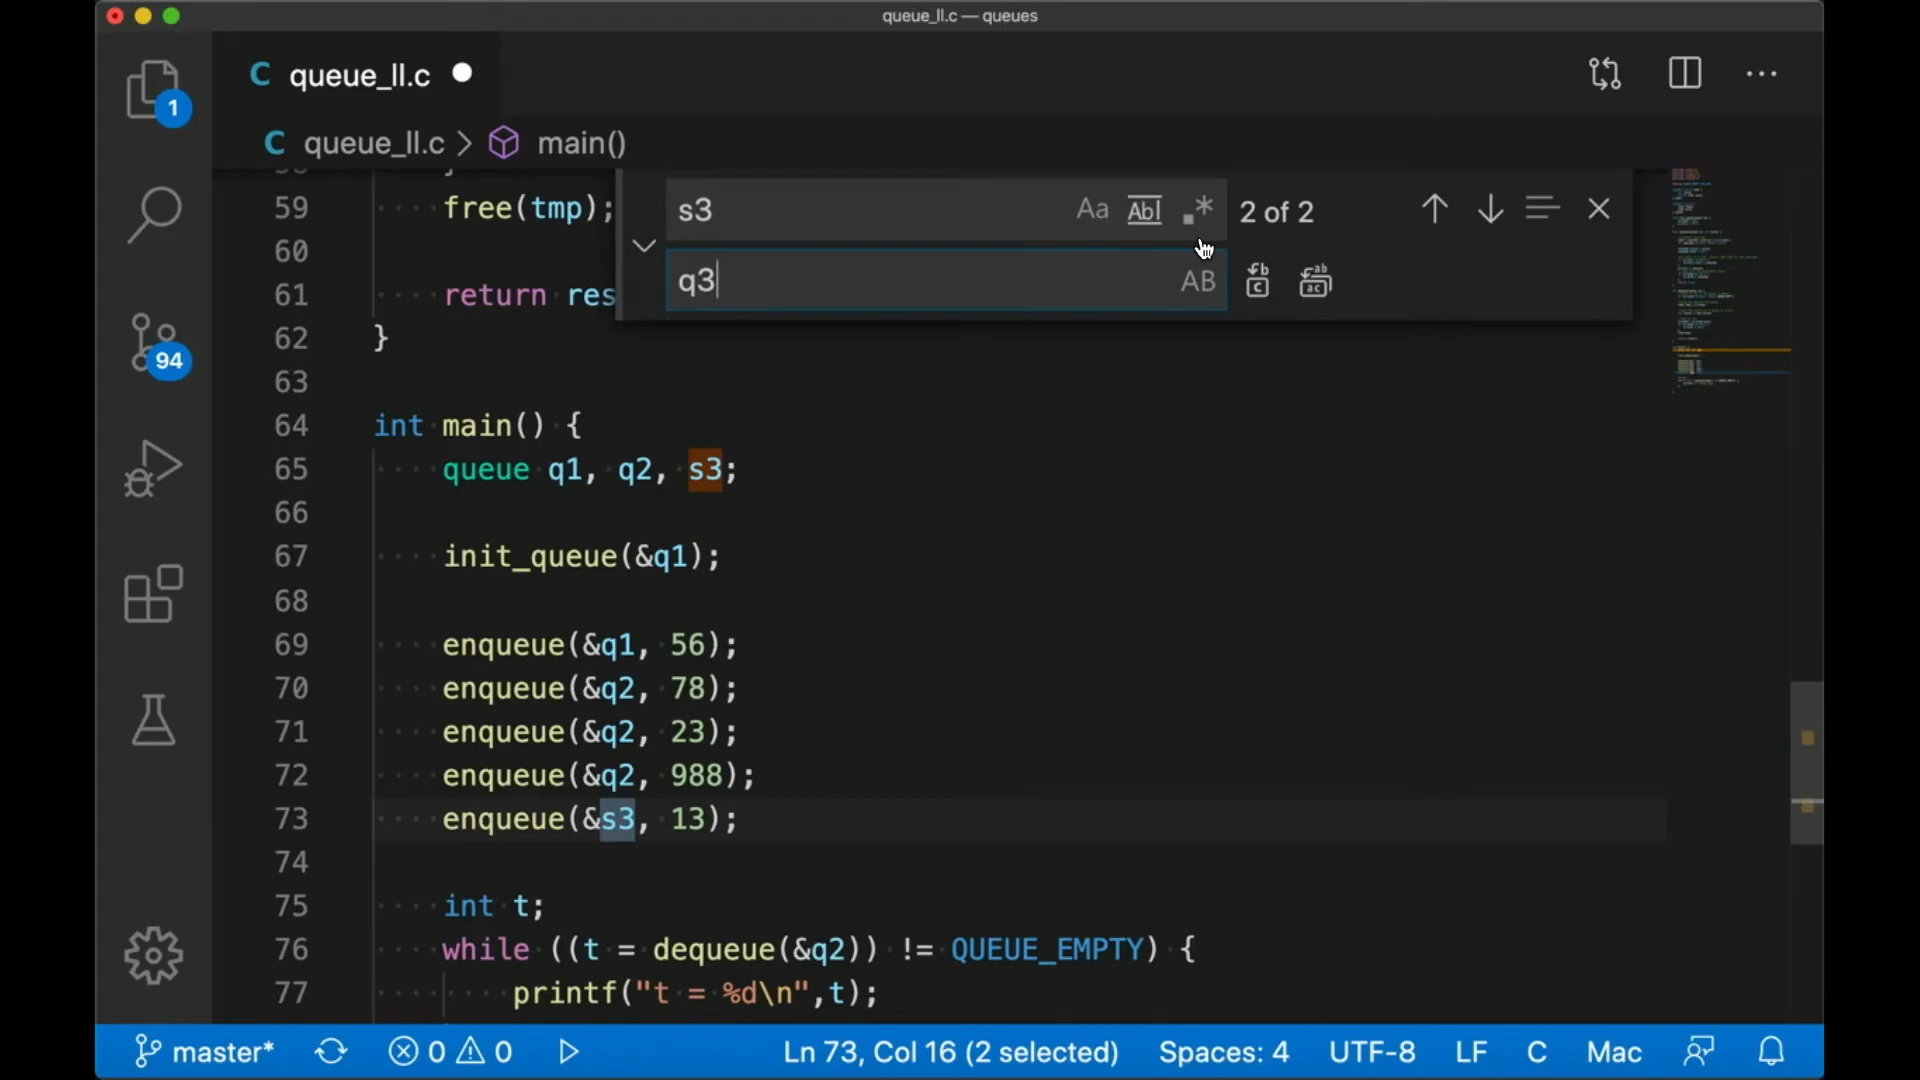 queue_ll.c — queues
1
C queue_ll.c
C queue_ll.c > main()
59 free(tmp);
s3 Aa Abl .* 2 of 2
60
q3 AB
61 return res
62 }
63
64 int main() {
65 queue q1, q2, s3;
66
67 init_queue(&q1);
68
69 enqueue(&q1, 56);
70 enqueue(&q2, 78);
71 enqueue(&q2, 23);
72 enqueue(&q2, 988);
73 enqueue(&s3, 13);
74
75 int t;
76 while ((t = dequeue(&q2)) != QUEUE_EMPTY) {
77 printf("t = %d\n",t);
94
master* 0 0 Ln 73, Col 16 (2 selected) Spaces: 4 UTF-8 LF C Mac